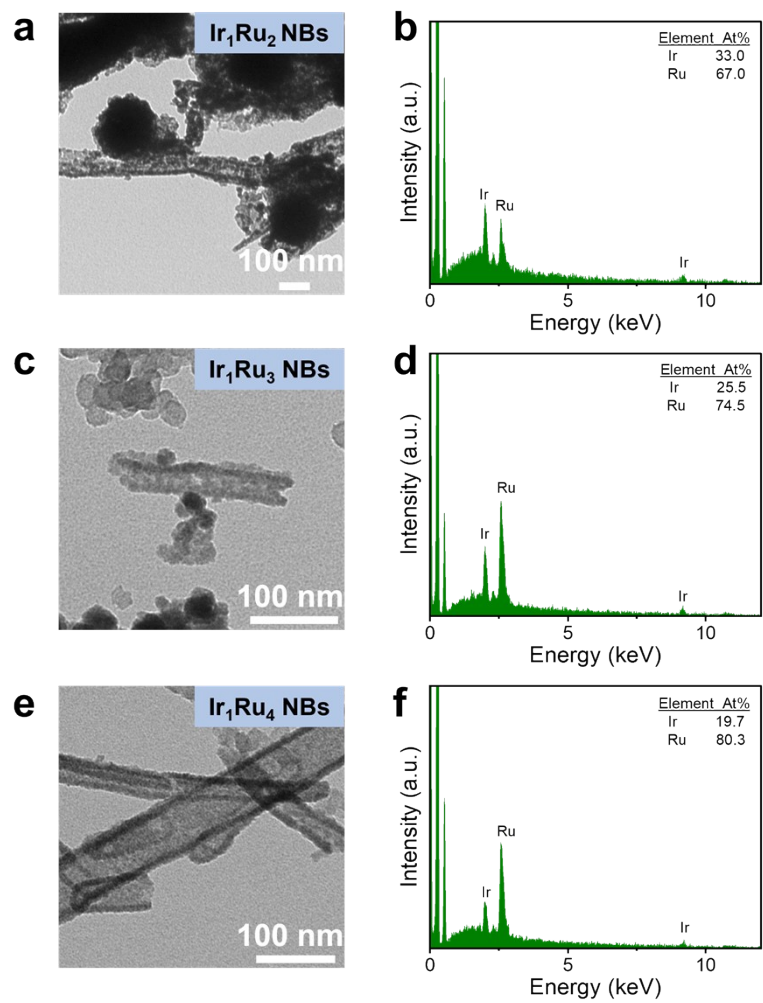 a
Ir₁Ru₂ NBs
100 nm
b
Element At%
Ir 33.0
Ru 67.0
Intensity (a.u.)
Ir
Ru
Ir
0 5 10
Energy (keV)
c
Ir₁Ru₃ NBs
100 nm
d
Element At%
Ir 25.5
Ru 74.5
Intensity (a.u.)
Ru
Ir
Ir
0 5 10
Energy (keV)
e
Ir₁Ru₄ NBs
100 nm
f
Element At%
Ir 19.7
Ru 80.3
Intensity (a.u.)
Ru
Ir
Ir
0 5 10
Energy (keV)